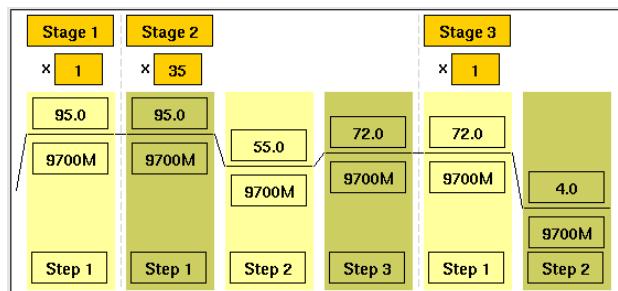 Stage 1 Stage 2 Stage 3
x 1 x 35 x 1
95.0 95.0 55.0 72.0 72.0 4.0
9700M 9700M 9700M 9700M 9700M 9700M
Step 1 Step 1 Step 2 Step 3 Step 1 Step 2